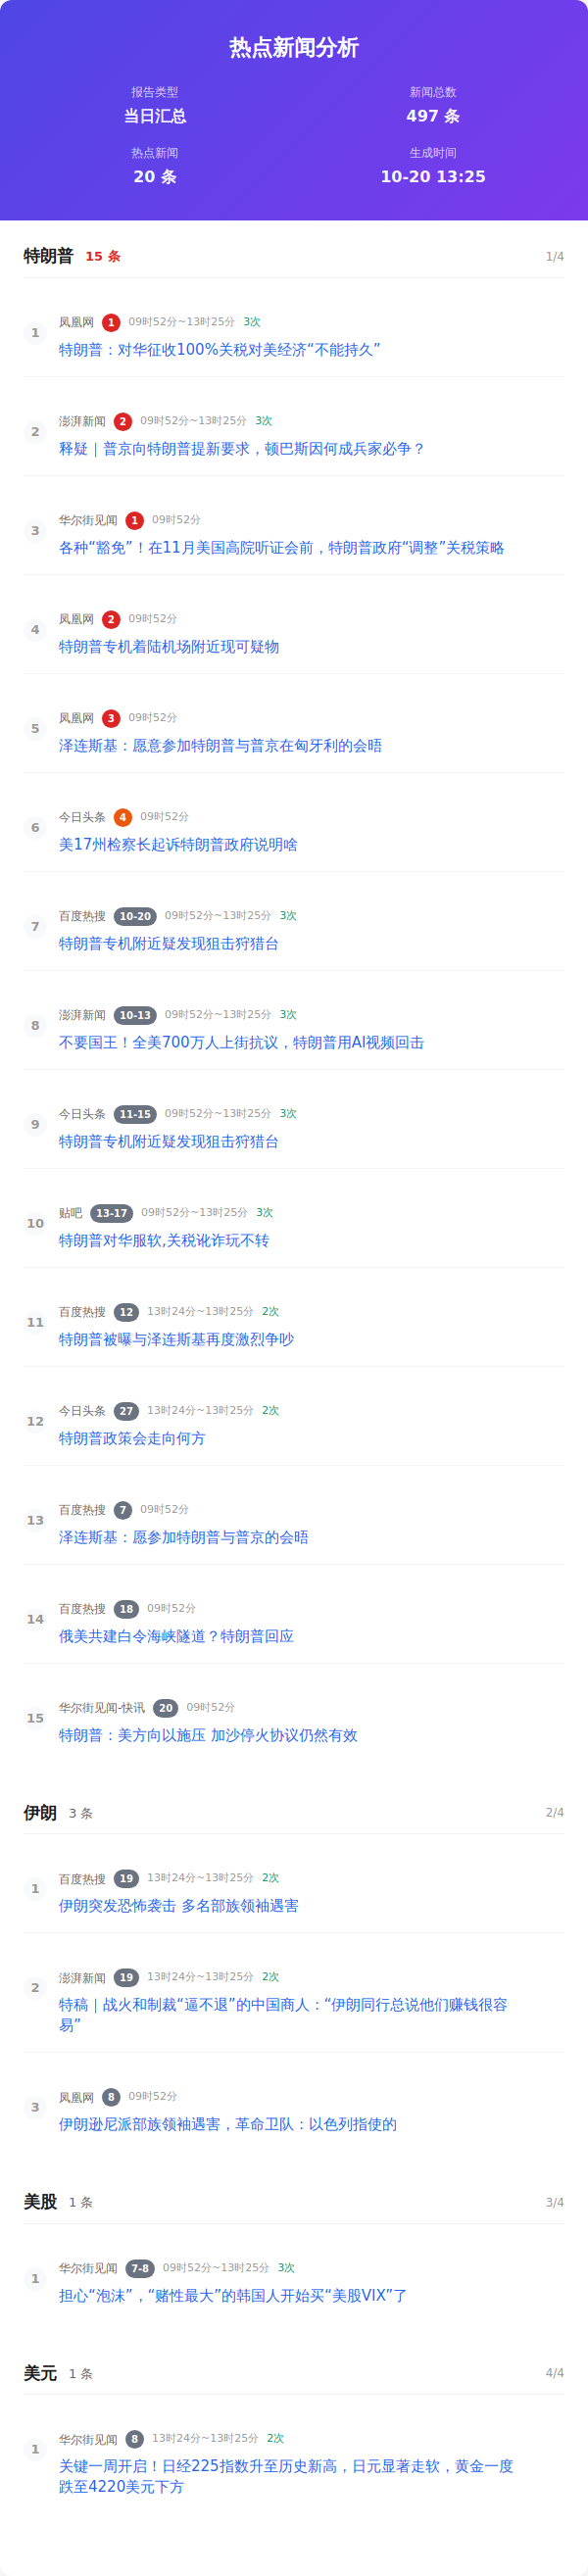 热点新闻分析
报告类型
新闻总数
当日汇总
497 条
热点新闻
生成时间
20 条
10-20 13:25
特朗普 15 条 1/4
1 凤凰网 1 09时52分~13时25分 3次
特朗普：对华征收100%关税对美经济“不能持久”
2 澎湃新闻 2 09时52分~13时25分 3次
释疑｜普京向特朗普提新要求，顿巴斯因何成兵家必争？
3 华尔街见闻 1 09时52分
各种“豁免”！在11月美国高院听证会前，特朗普政府“调整”关税策略
4 凤凰网 2 09时52分
特朗普专机着陆机场附近现可疑物
5 凤凰网 3 09时52分
泽连斯基：愿意参加特朗普与普京在匈牙利的会晤
6 今日头条 4 09时52分
美17州检察长起诉特朗普政府说明啥
7 百度热搜 10-20 09时52分~13时25分 3次
特朗普专机附近疑发现狙击狩猎台
8 澎湃新闻 10-13 09时52分~13时25分 3次
不要国王！全美700万人上街抗议，特朗普用AI视频回击
9 今日头条 11-15 09时52分~13时25分 3次
特朗普专机附近疑发现狙击狩猎台
10 贴吧 13-17 09时52分~13时25分 3次
特朗普对华服软,关税讹诈玩不转
11 百度热搜 12 13时24分~13时25分 2次
特朗普被曝与泽连斯基再度激烈争吵
12 今日头条 27 13时24分~13时25分 2次
特朗普政策会走向何方
13 百度热搜 7 09时52分
泽连斯基：愿参加特朗普与普京的会晤
14 百度热搜 18 09时52分
俄美共建白令海峡隧道？特朗普回应
15 华尔街见闻-快讯 20 09时52分
特朗普：美方向以施压 加沙停火协议仍然有效
伊朗 3 条 2/4
1 百度热搜 19 13时24分~13时25分 2次
伊朗突发恐怖袭击 多名部族领袖遇害
2 澎湃新闻 19 13时24分~13时25分 2次
特稿｜战火和制裁“逼不退”的中国商人：“伊朗同行总说他们赚钱很容
易”
3 凤凰网 8 09时52分
伊朗逊尼派部族领袖遇害，革命卫队：以色列指使的
美股 1 条 3/4
1 华尔街见闻 7-8 09时52分~13时25分 3次
担心“泡沫”，“赌性最大”的韩国人开始买“美股VIX”了
美元 1 条 4/4
1 华尔街见闻 8 13时24分~13时25分 2次
关键一周开启！日经225指数升至历史新高，日元显著走软，黄金一度
跌至4220美元下方